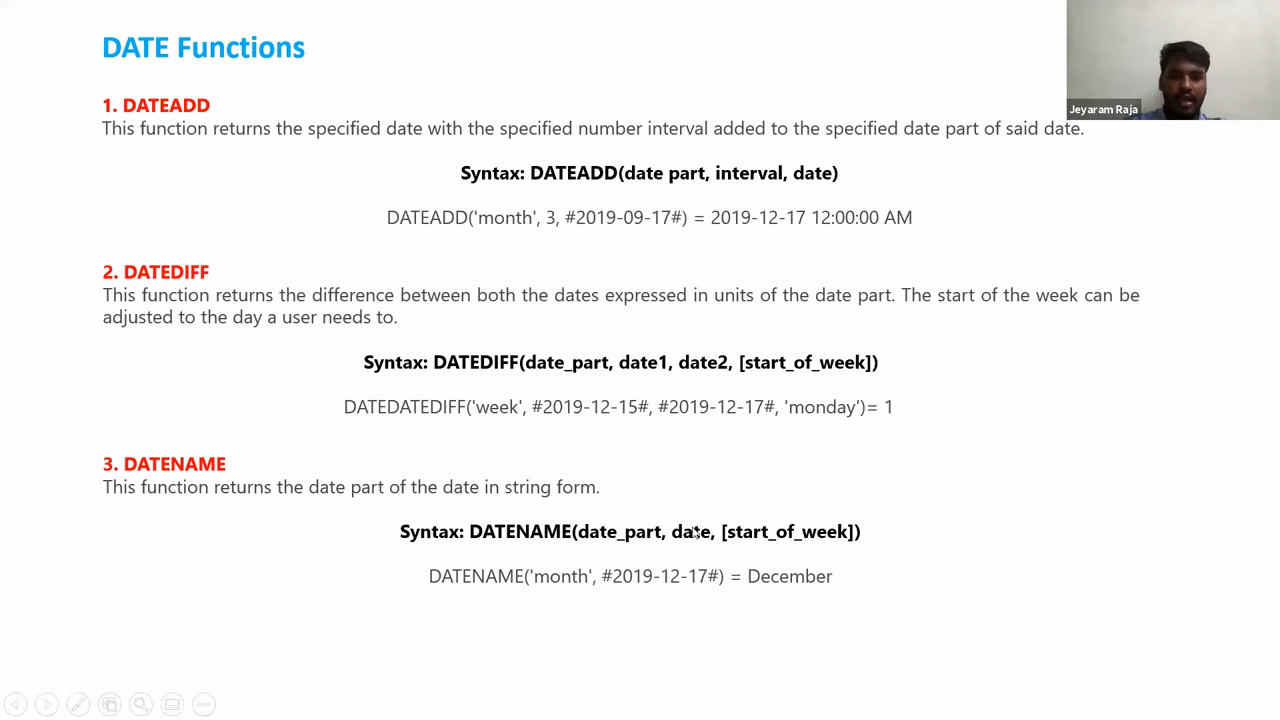 DATE Functions
Jeyaram Raja
1. DATEADD
This function returns the specified date with the specified number interval added to the specified date part of said date.
Syntax: DATEADD(date part, interval, date)
DATEADD('month', 3, #2019-09-17#) = 2019-12-17 12:00:00 AM
2. DATEDIFF
This function returns the difference between both the dates expressed in units of the date part. The start of the week can be
adjusted to the day a user needs to.
Syntax: DATEDIFF(date_part, date1, date2, [start_of_week])
DATEDATEDIFF('week', #2019-12-15#, #2019-12-17#, 'monday')= 1
3. DATENAME
This function returns the date part of the date in string form.
Syntax: DATENAME(date_part, date, [start_of_week])
DATENAME('month', #2019-12-17#) = December